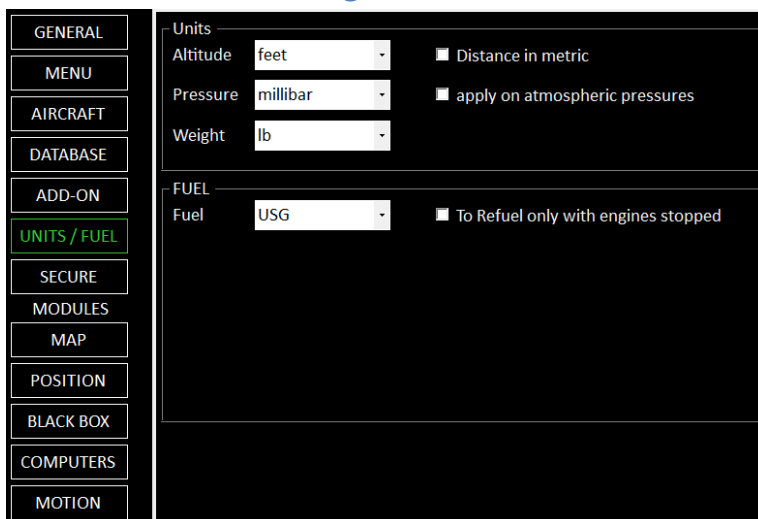 GENERAL
MENU
AIRCRAFT
DATABASE
ADD-ON
UNITS / FUEL
SECURE
MODULES
MAP
POSITION
BLACK BOX
COMPUTERS
MOTION
Units
Altitude feet Distance in metric
Pressure millibar apply on atmospheric pressures
Weight lb
FUEL
Fuel USG To Refuel only with engines stopped